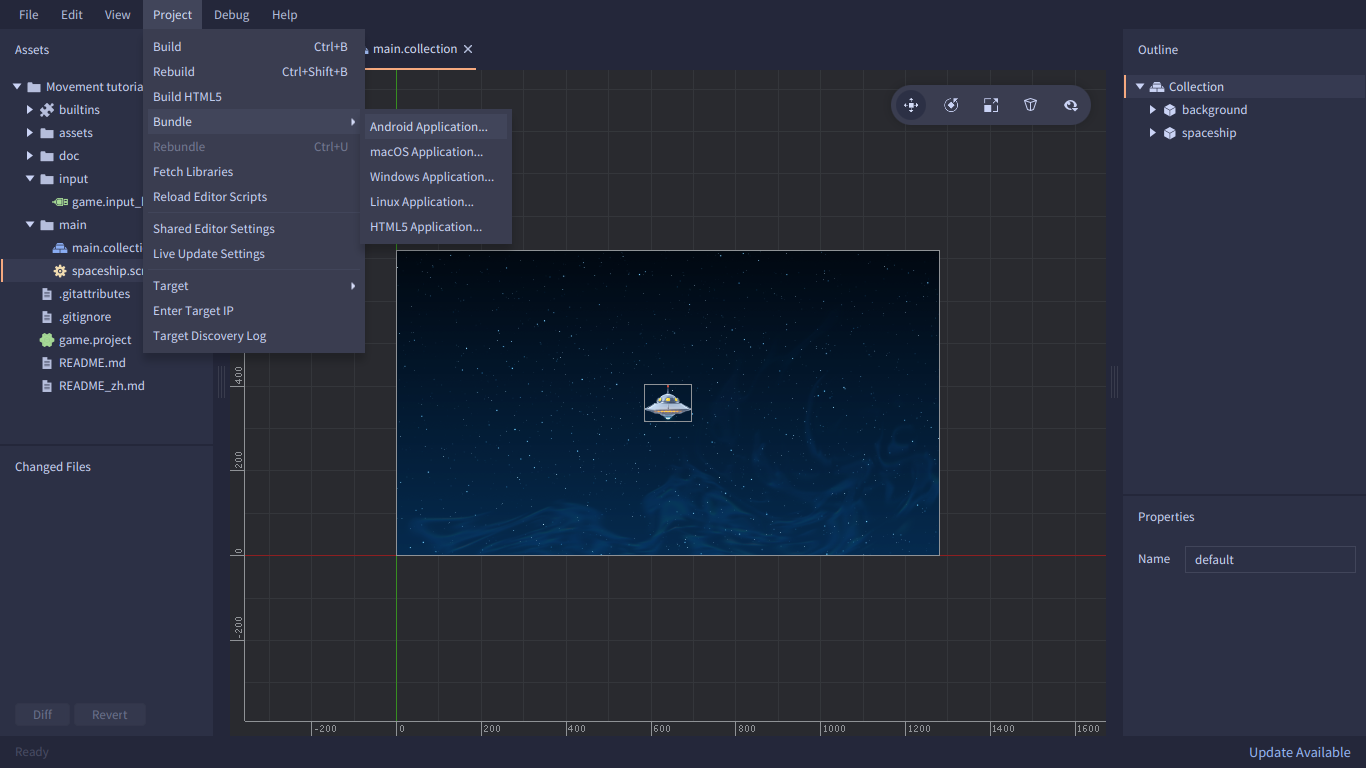 File Edit View Project Debug Help
Assets
Movement tutoria
builtins
assets
doc
input
game.input_
main
main.collecti
spaceship.scr
.gitattributes
.gitignore
game.project
README.md
README_zh.md
Changed Files
Diff Revert
Ready
Build Ctrl+B
Rebuild Ctrl+Shift+B
Build HTML5
Bundle
Rebundle Ctrl+U
Fetch Libraries
Reload Editor Scripts
Shared Editor Settings
Live Update Settings
Target
Enter Target IP
Target Discovery Log
Android Application...
macOS Application...
Windows Application...
Linux Application...
HTML5 Application...
main.collection
400
200
0
-200
-200 0 200 400 600 800 1000 1200 1400 1600
Outline
Collection
background
spaceship
Properties
Name default
Update Available